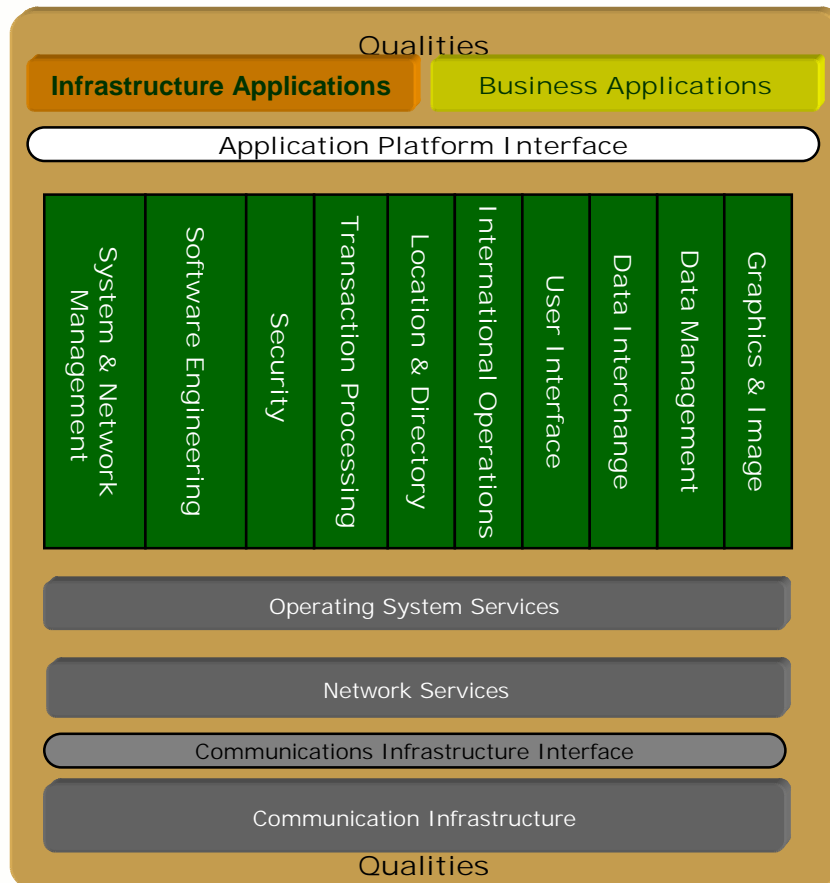 Qualities
Infrastructure Applications
Business Applications
Application Platform Interface
System & Network
Management
Software Engineering
Security
Transaction Processing
Location & Directory
International Operations
User Interface
Data Interchange
Data Management
Graphics & Image
Operating System Services
Network Services
Communications Infrastructure Interface
Communication Infrastructure
Qualities